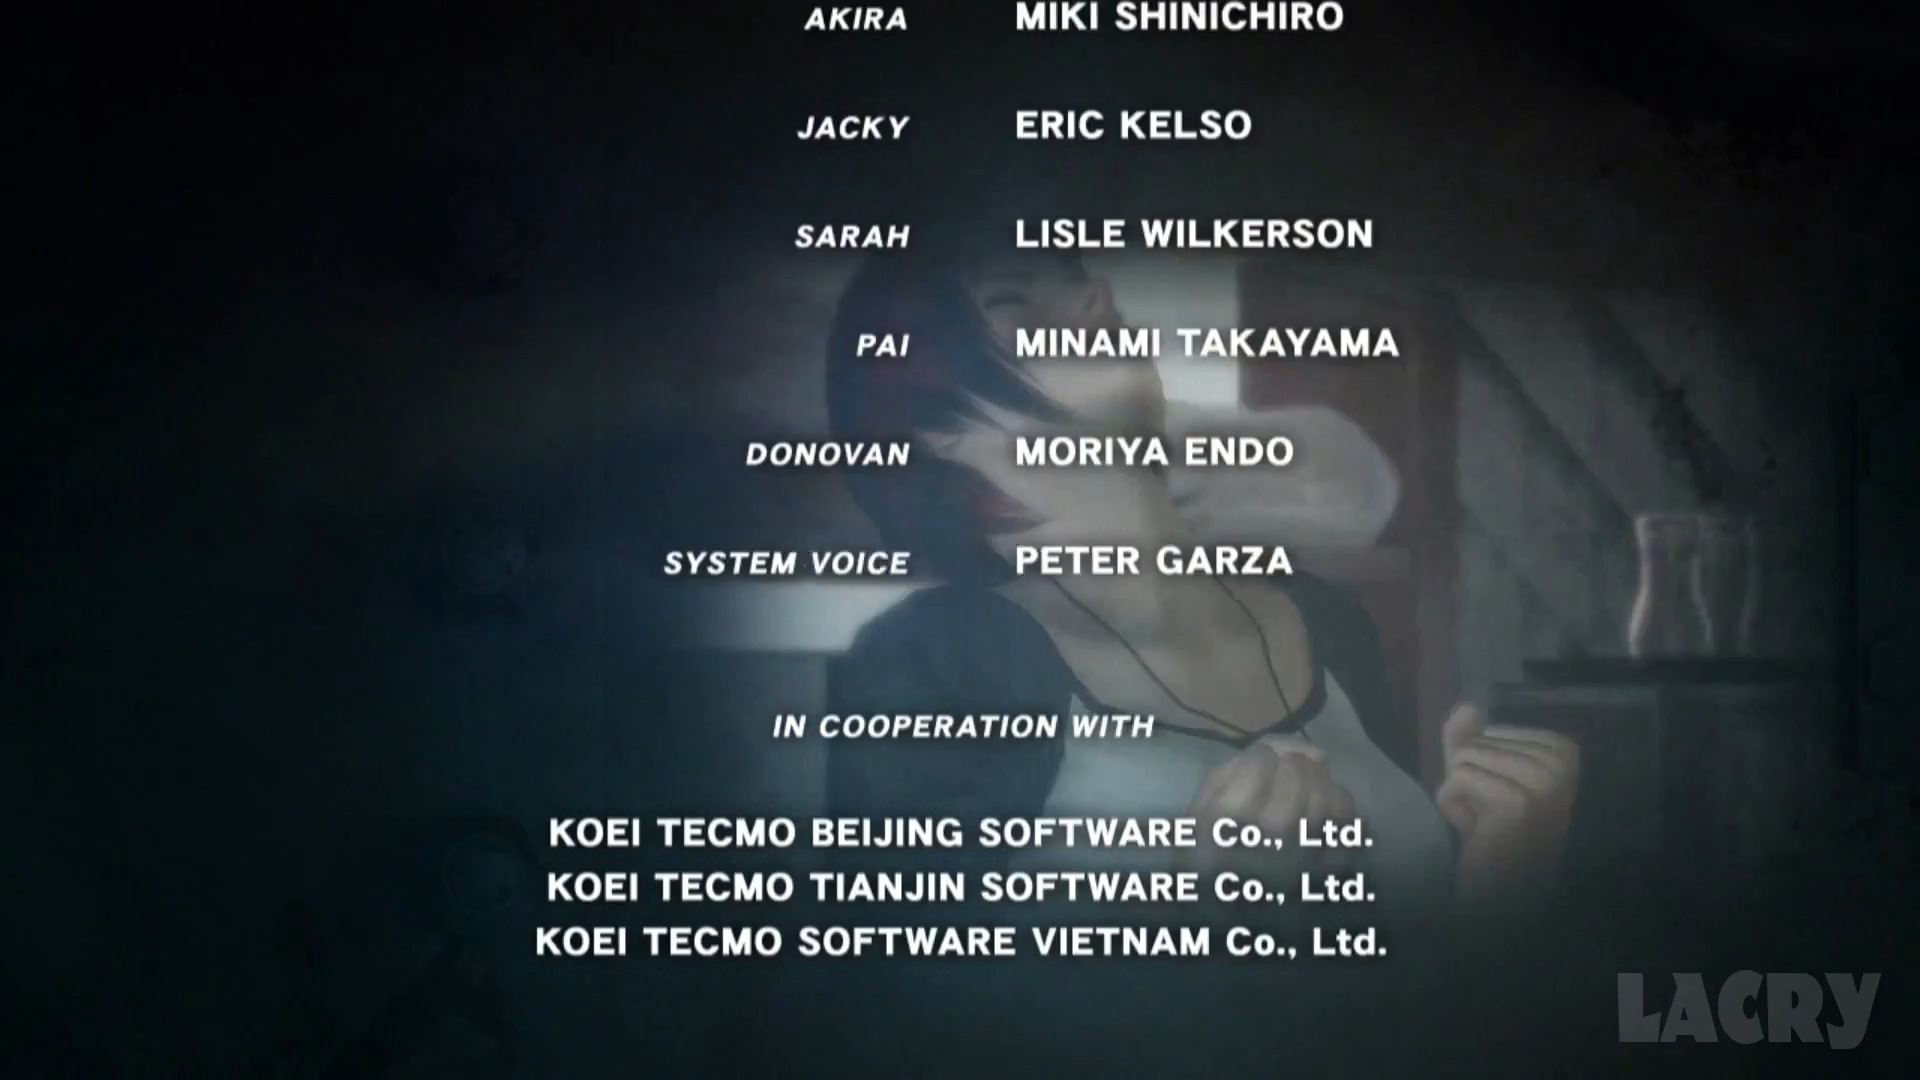 AKIRA MIKI SHINICHIRO
JACKY ERIC KELSO
SARAH LISLE WILKERSON
PAI MINAMI TAKAYAMA
DONOVAN MORIYA ENDO
SYSTEM VOICE PETER GARZA
IN COOPERATION WITH
KOEI TECMO BEIJING SOFTWARE Co., Ltd.
KOEI TECMO TIANJIN SOFTWARE Co., Ltd.
KOEI TECMO SOFTWARE VIETNAM Co., Ltd.
LACRY